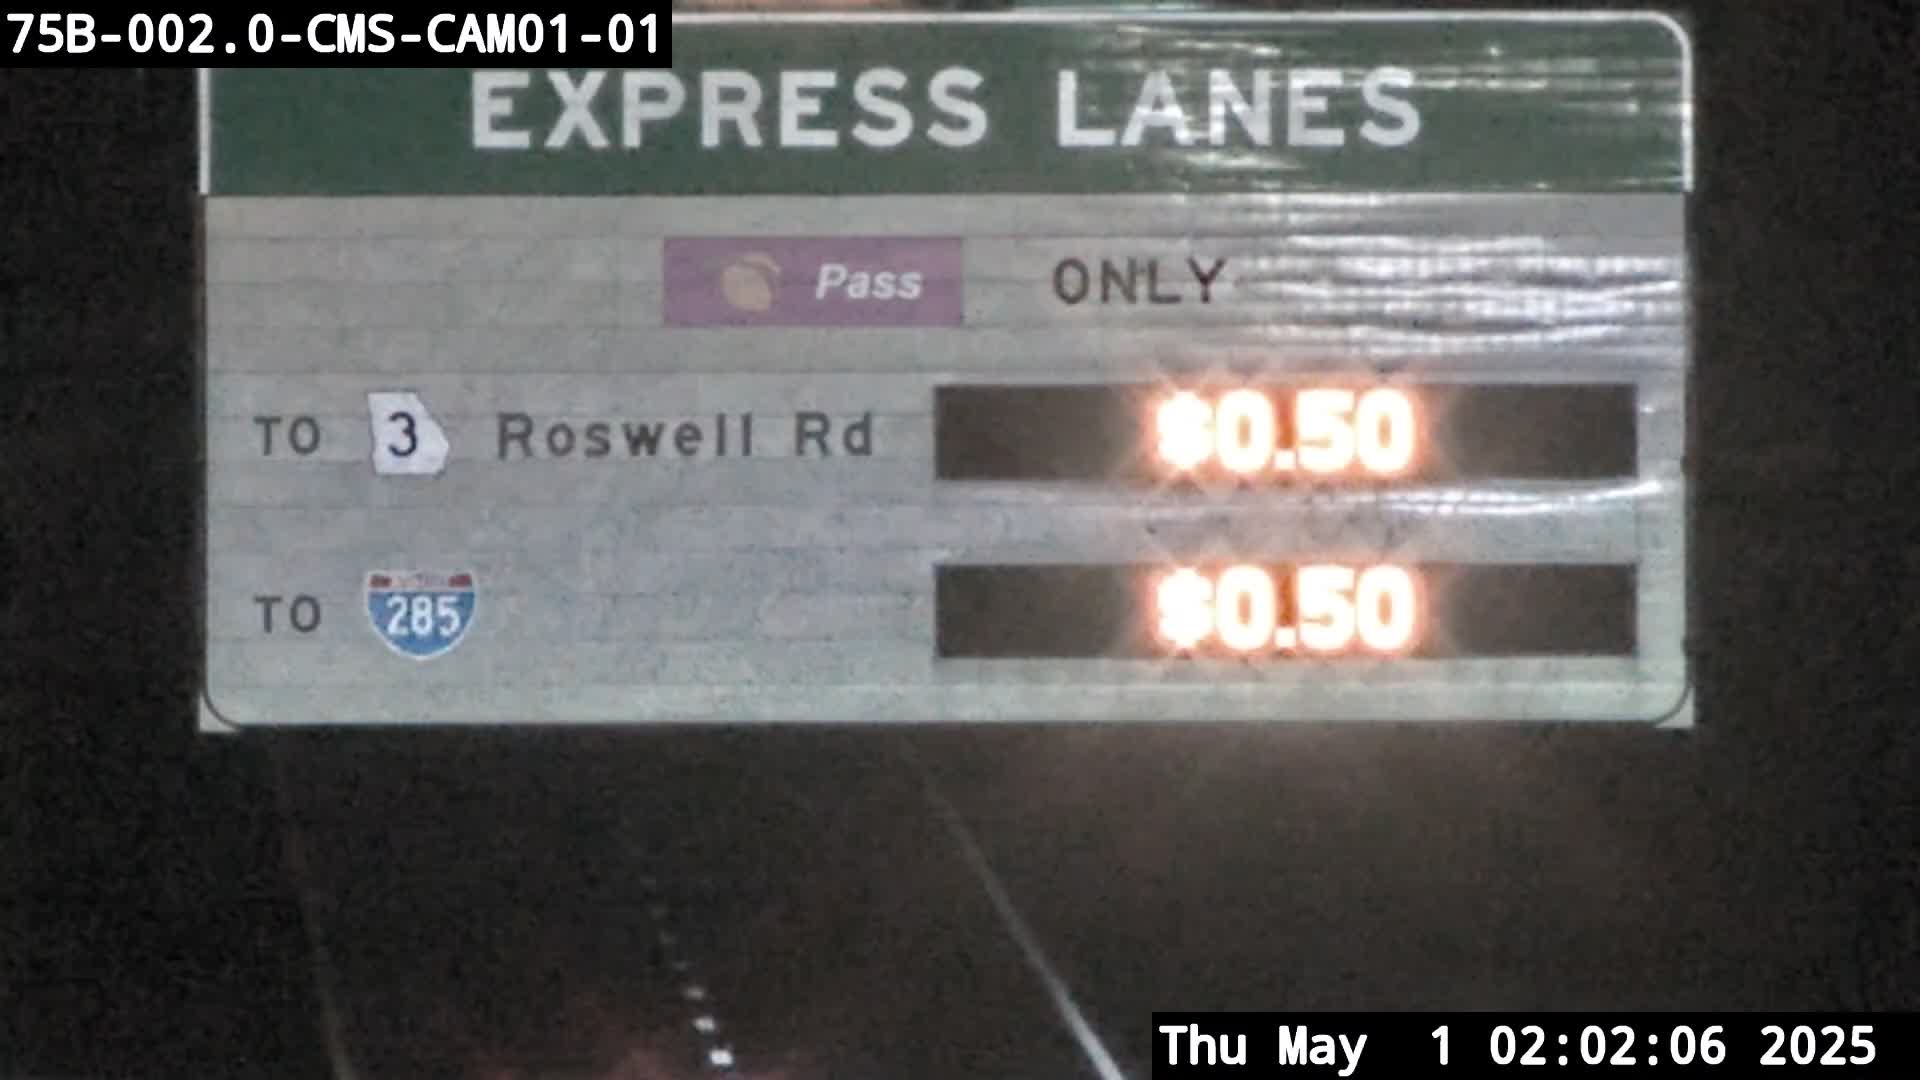 75B-002.0-CMS-CAM01-01
EXPRESS LANES
Pass ONLY
TO 3 Roswell Rd $0.50
TO 285 $0.50
Thu May 1 02:02:06 2025